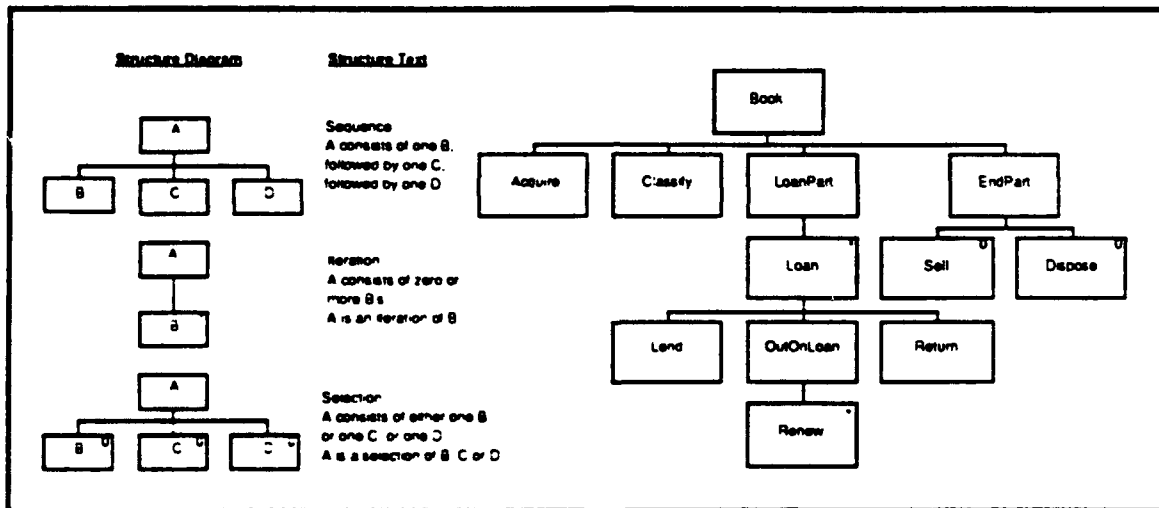 Structure Diagram
Structure Text
A
B
C
D
Sequence
A consists of one B,
followed by one C,
followed by one D
A
B
Iteration
A consists of zero or
more B's
A is an iteration of B
A
B
C
D
Selection
A consists of either one B
or one C, or one D
A is a selection of B, C or D
Book
Acquire
Classify
LoanPart
EndPart
Loan
*
Sell
O
Dispose
O
Lend
OutOnLoan
Return
Renew
*